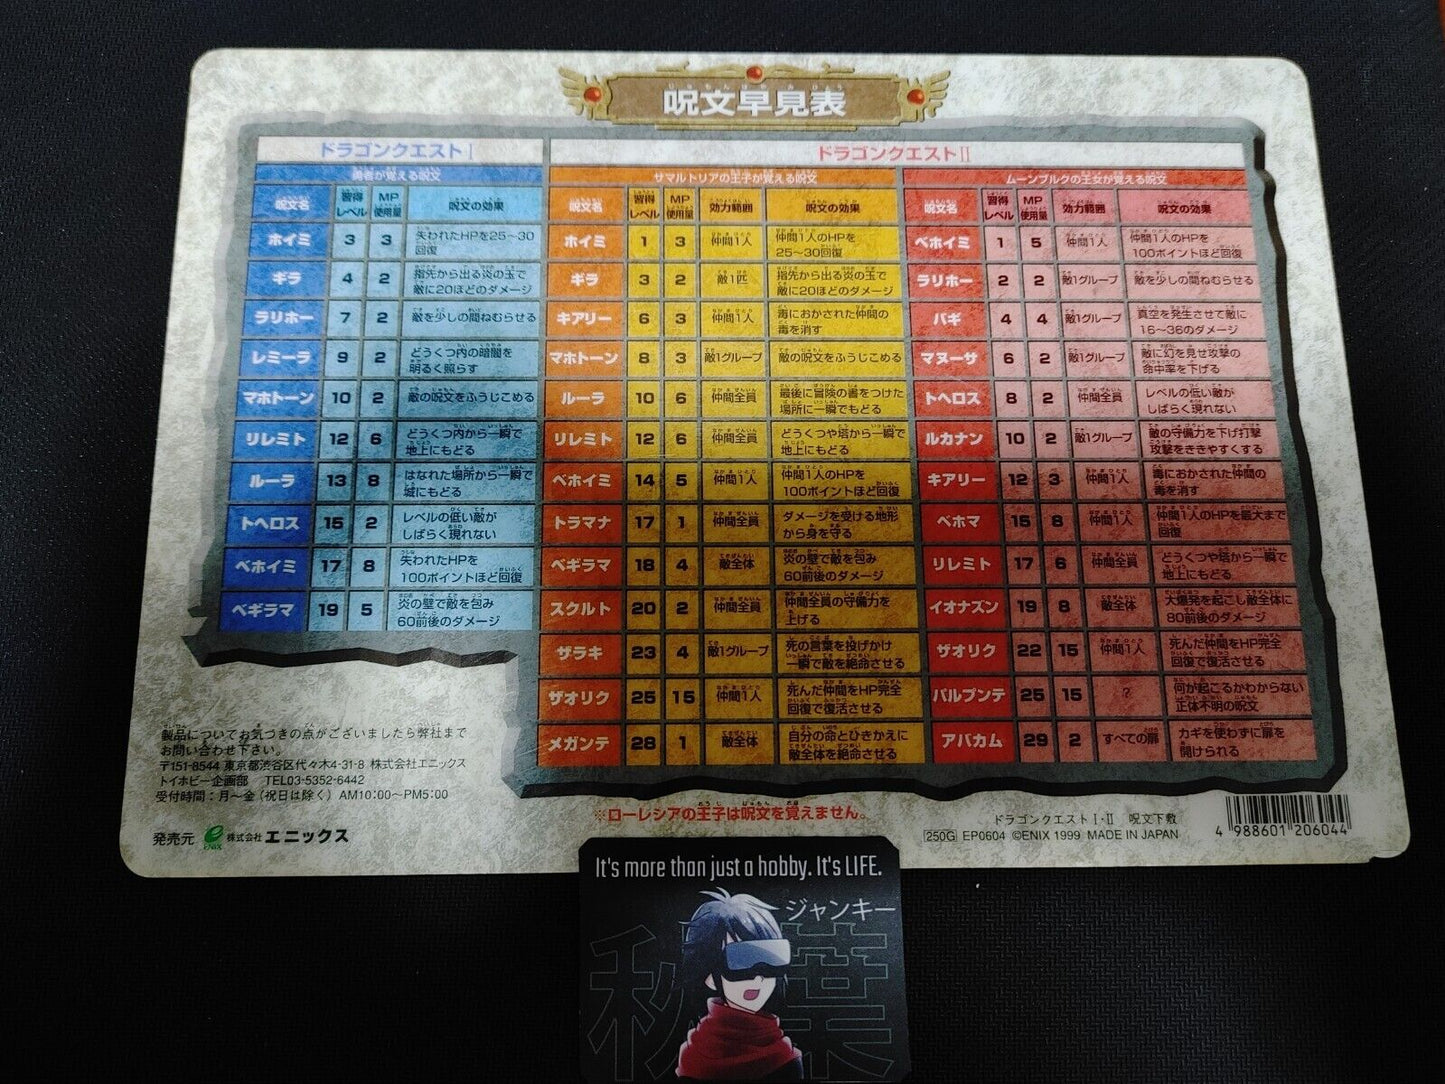 呪文早見表
ドラゴンクエストI
勇者が覚える呪文
呪文名 習得レベル MP使用量 呪文の効果
ホイミ 3 3 失われたHPを25~30回復
ギラ 4 2 指先から出る炎の玉で敵に20ほどのダメージ
ラリホー 7 2 敵を少しの間ねむらせる
レミーラ 9 2 どうくつ内の暗闇を明るく照らす
マホトーン 10 2 敵の呪文をふうじこめる
リレミト 12 6 どうくつ内から一瞬で地上にもどる
ルーラ 13 8 はなれた場所から一瞬で城にもどる
トヘロス 15 2 レベルの低い敵がしばらく現れない
ベホイミ 17 8 失われたHPを100ポイントほど回復
ベギラマ 19 5 炎の壁で敵を包み60前後のダメージ
ドラゴンクエストII
サマルトリアの王子が覚える呪文
呪文名 習得レベル MP使用量 効力範囲 呪文の効果
ホイミ 1 3 仲間1人 仲間1人のHPを25~30回復
ギラ 3 2 敵1匹 指先から出る炎の玉で敵に20ほどのダメージ
キアリー 6 3 仲間1人 毒におかされた仲間の毒を消す
マホトーン 8 3 敵1グループ 敵の呪文をふうじこめる
ルーラ 10 6 仲間全員 最後に冒険の書をつけた場所に一瞬でもどる
リレミト 12 6 仲間全員 どうくつや塔から一瞬で地上にもどる
ベホイミ 14 5 仲間1人 仲間1人のHPを100ポイントほど回復
トラマナ 17 1 仲間全員 ダメージを受ける地形から身を守る
ベギラマ 18 4 敵全体 炎の壁で敵を包み60前後のダメージ
スクルト 20 2 仲間全員 仲間全員の守備力を上げる
ザラキ 23 4 敵1グループ 死の言葉を投げかけ一瞬で敵を絶命させる
ザオリク 25 15 仲間1人 死んだ仲間をHP完全回復で復活させる
メガンテ 28 1 敵全体 自分の命とひきかえに敵全体を絶命させる
ムーンブルクの王女が覚える呪文
呪文名 習得レベル MP使用量 効力範囲 呪文の効果
ベホイミ 1 5 仲間1人 仲間1人のHPを100ポイントほど回復
ラリホー 2 2 敵1グループ 敵を少しの間ねむらせる
バギ 4 4 敵1グループ 真空を発生させて敵に16~36のダメージ
マヌーサ 6 2 敵1グループ 敵に幻を見せ攻撃の命中率を下げる
トヘロス 8 2 仲間全員 レベルの低い敵がしばらく現れない
ルカナン 10 2 敵1グループ 敵の守備力を下げ打撃攻撃をききやすくする
キアリー 12 3 仲間1人 毒におかされた仲間の毒を消す
ベホマ 15 8 仲間1人 仲間1人のHPを最大まで回復
リレミト 17 6 仲間全員 どうくつや塔から一瞬で地上にもどる
イオナズン 19 8 敵全体 大爆発を起こし敵全体に80前後のダメージ
ザオリク 22 15 仲間1人 死んだ仲間をHP完全回復で復活させる
パルプンテ 25 15 ? 何が起こるかわからない正体不明の呪文
アバカム 29 2 すべての扉 カギを使わずに扉を開けられる
製品についてお気づきの点がございましたら弊社まで
お問い合わせ下さい。
〒151-8544 東京都渋谷区代々木4-31-8 株式会社エニックス
トイホビー企画部 TEL03-5352-6442
受付時間:月~金(祝日は除く)AM10:00~PM5:00
発売元 ENIX 株式会社エニックス
※ローレシアの王子は呪文を覚えません。
ドラゴンクエストI・II 呪文下敷
250G EP0604 ©ENIX 1999 MADE IN JAPAN
4 988601 206044
It's more than just a hobby. It's LIFE.
ジャンキー
秋葉